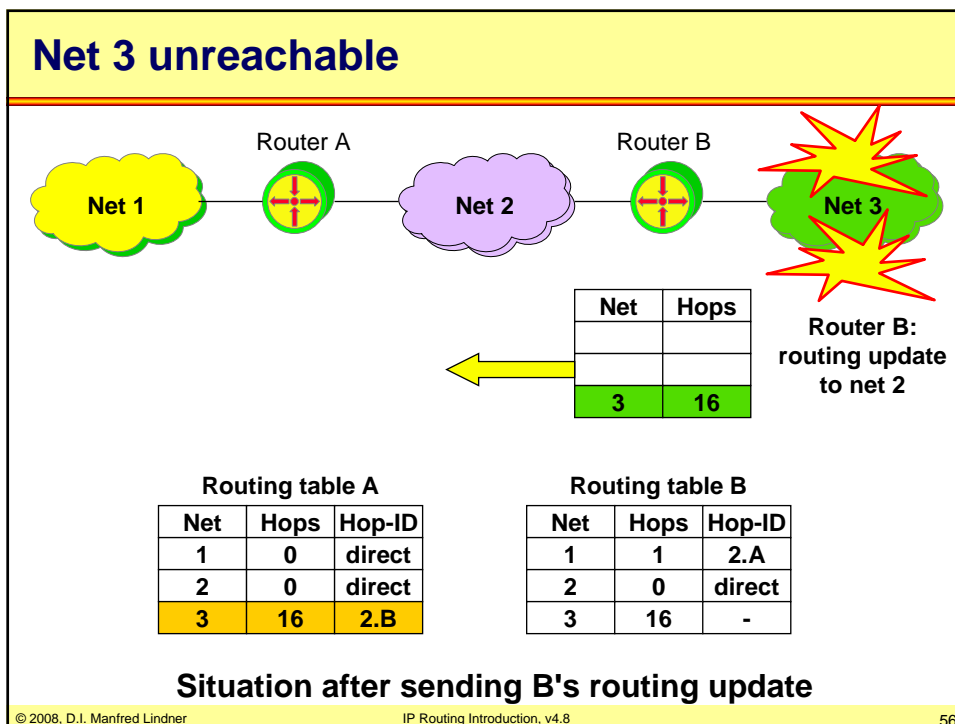 Net 3 unreachable
Router A
Router B
Net 1
Net 2
Net 3
Net Hops
3 16
Router B:
routing update
to net 2
Routing table A
Net Hops Hop-ID
1 0 direct
2 0 direct
3 16 2.B
Routing table B
Net Hops Hop-ID
1 1 2.A
2 0 direct
3 16 -
Situation after sending B's routing update
© 2008, D.I. Manfred Lindner
IP Routing Introduction, v4.8
56